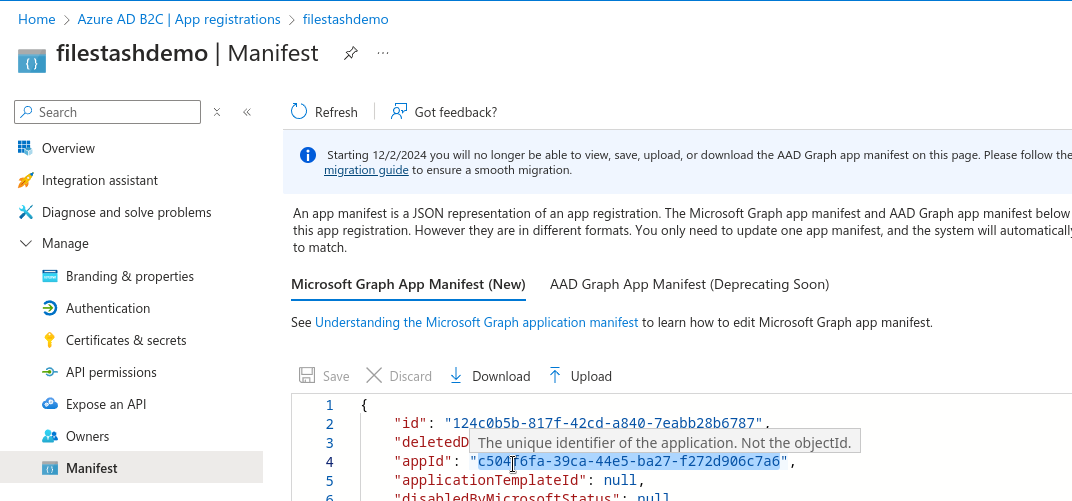 Home > Azure AD B2C | App registrations > filestashdemo
filestashdemo | Manifest
Search
Refresh
Got feedback?
Overview
Integration assistant
Diagnose and solve problems
Manage
Branding & properties
Authentication
Certificates & secrets
API permissions
Expose an API
Owners
Manifest
Starting 12/2/2024 you will no longer be able to view, save, upload, or download the AAD Graph app manifest on this page. Please follow the
migration guide to ensure a smooth migration.
An app manifest is a JSON representation of an app registration. The Microsoft Graph app manifest and AAD Graph app manifest below
this app registration. However they are in different formats. You only need to update one app manifest, and the system will automatically
to match.
Microsoft Graph App Manifest (New)
AAD Graph App Manifest (Deprecating Soon)
See Understanding the Microsoft Graph application manifest to learn how to edit Microsoft Graph app manifest.
Save
Discard
Download
Upload
1 {
2 "id": "124c0b5b-817f-42cd-a840-7eabb28b6787",
3 "deletedD
The unique identifier of the application. Not the objectId.
4 "appId": "c504f6fa-39ca-44e5-ba27-f272d906c7a6",
5 "applicationTemplateId": null,
6 "disabledByMicrosoftStatus": null